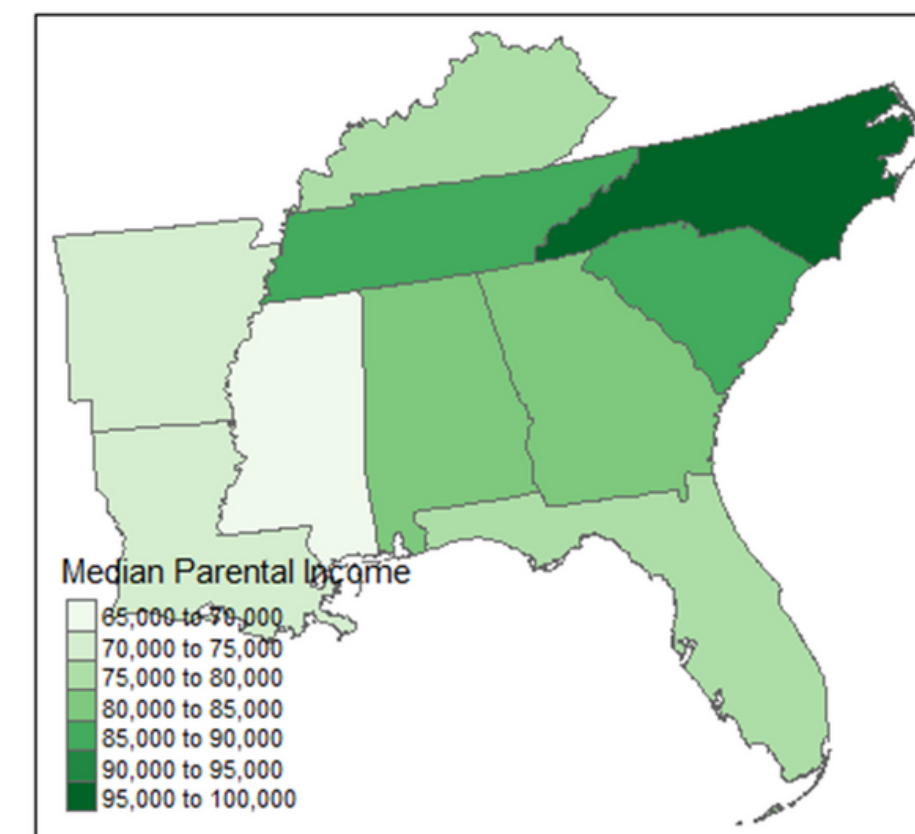 Median Parental Income
65,000 to 70,000
70,000 to 75,000
75,000 to 80,000
80,000 to 85,000
85,000 to 90,000
90,000 to 95,000
95,000 to 100,000